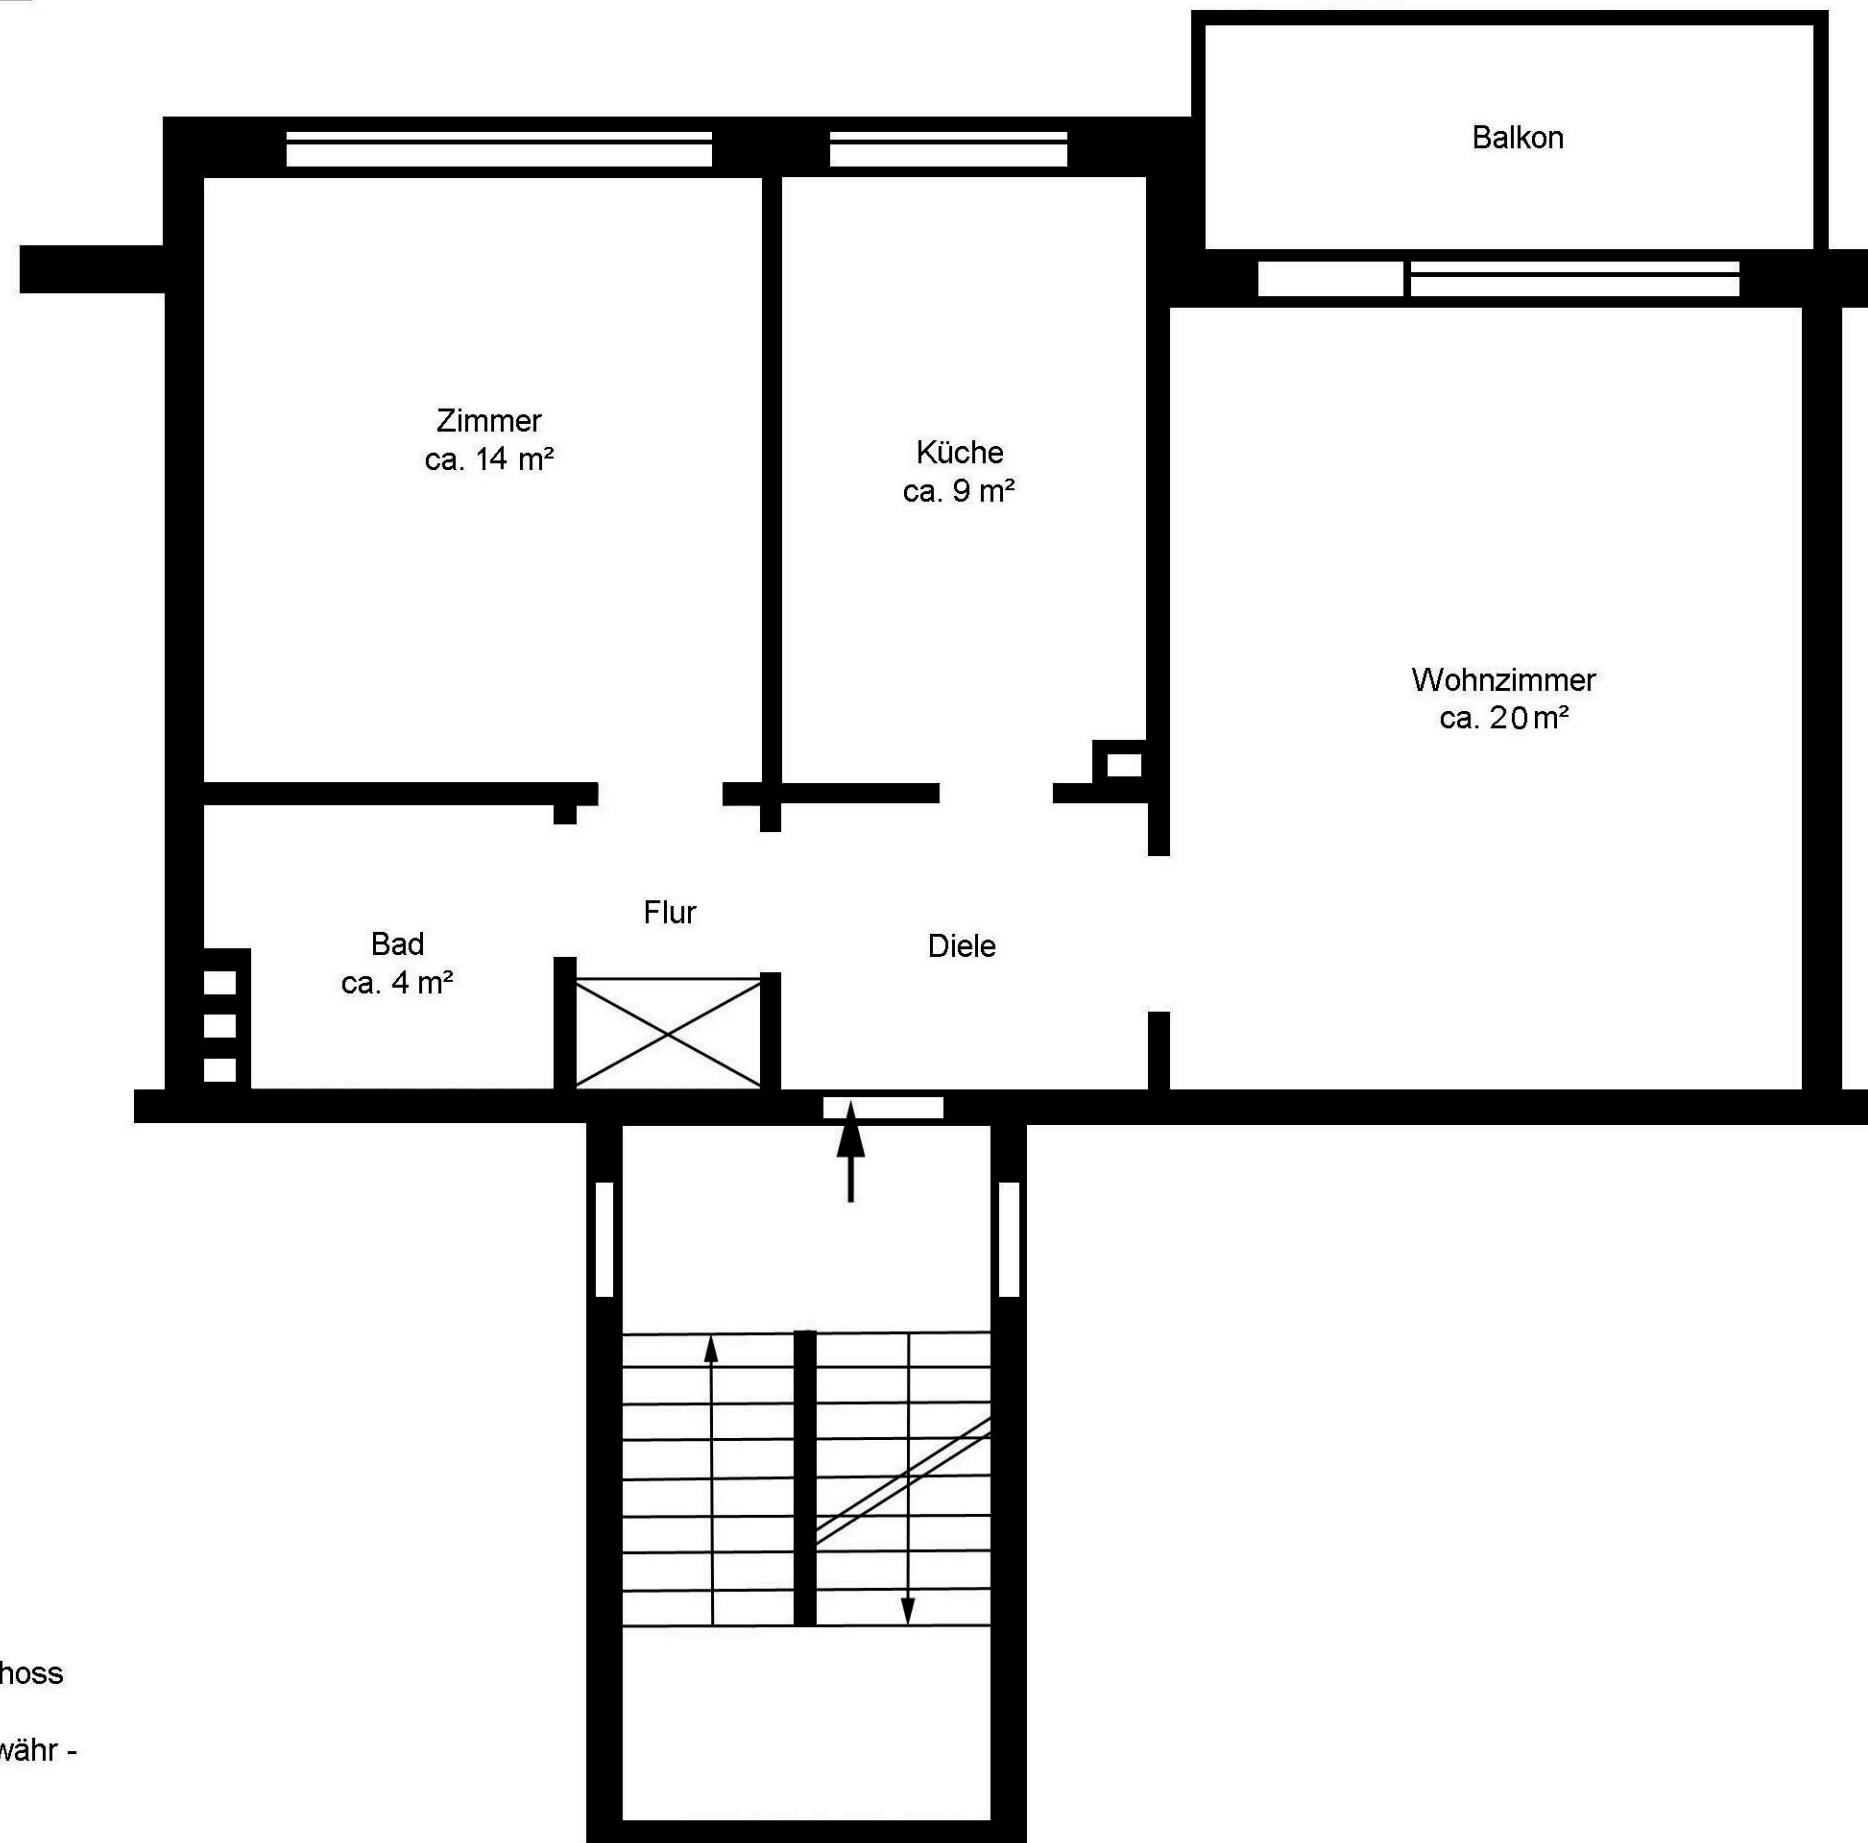 Balkon
Zimmer
ca. 14 m²
Küche
ca. 9 m²
Wohnzimmer
ca. 20 m²
Flur
Diele
Bad
ca. 4 m²
hoss
währ -